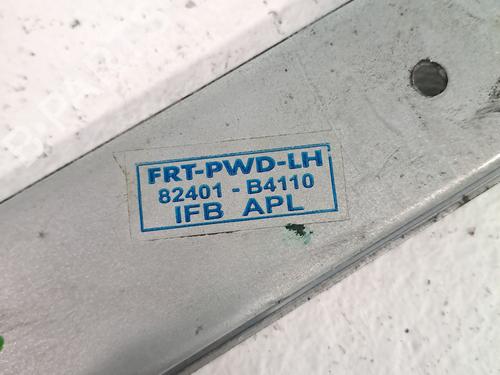 FRT-PWD-LH
82401 - B4110
IFB APL